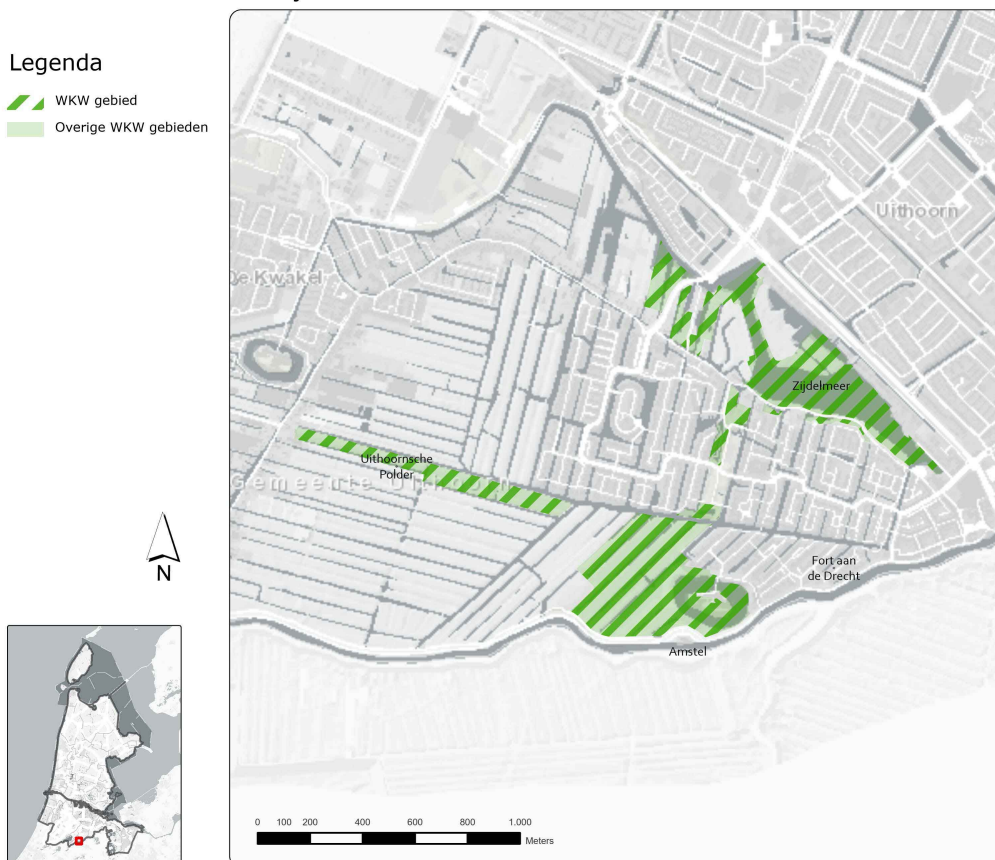 Legenda
WKW gebied
Overige WKW gebieden
N
Uithoorn
De Kwakel
Zijdelmeer
Uithoornsche
Polder
Gemeente Uithoorn
Fort aan
de Drecht
Amstel
0 100 200 400 600 800 1.000
Meters